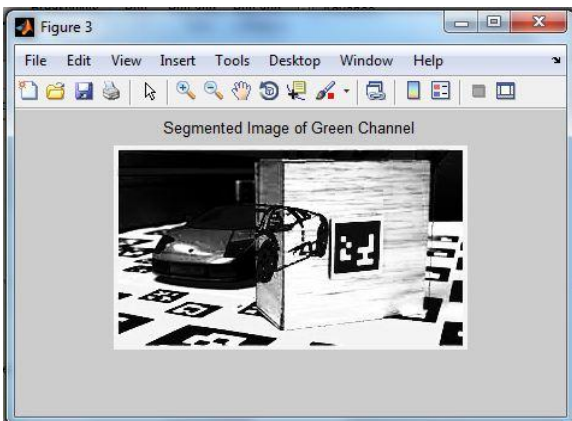 Figure 3
File Edit View Insert Tools Desktop Window Help
Segmented Image of Green Channel